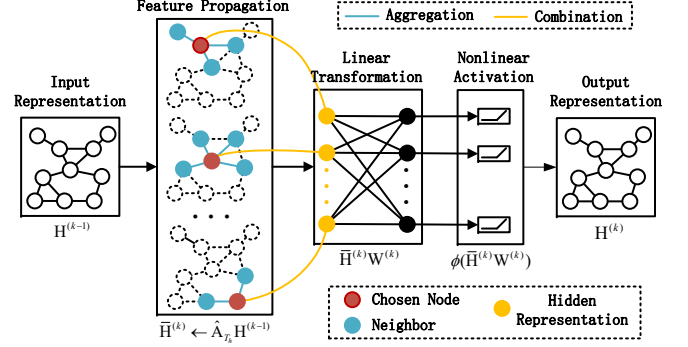 Feature Propagation
Aggregation
Combination
Input
Representation
Linear
Transformation
Nonlinear
Activation
Output
Representation
H^{(k-1)}
H̅^{(k)}W^{(k)}
ϕ(H̅^{(k)}W^{(k)})
H^{(k)}
H̅^{(k)} ← Â_{T_k} H^{(k-1)}
Chosen Node
Neighbor
Hidden
Representation